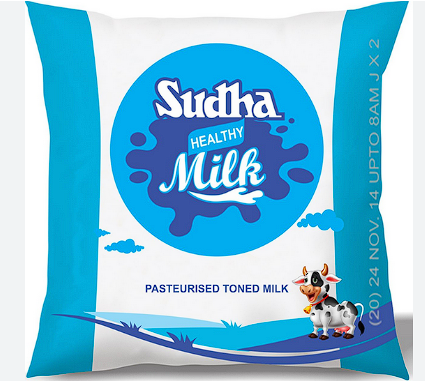 Sudha
HEALTHY
Milk
PASTEURISED TONED MILK
(20) 24 NOV. 14 UPTO 8AM J X 2